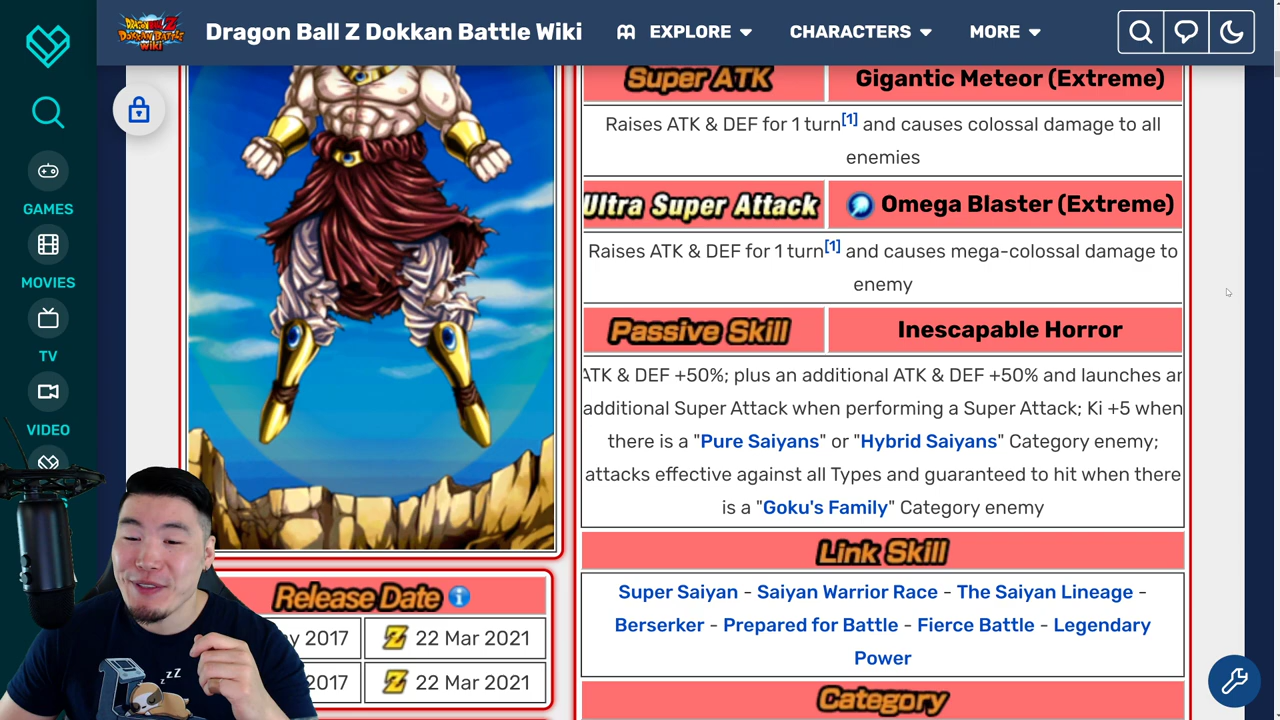 DRAGON BALL Z DOKKAN BATTLE wiki
Dragon Ball Z Dokkan Battle Wiki
EXPLORE
CHARACTERS
MORE
GAMES
MOVIES
TV
VIDEO
Super ATK
Gigantic Meteor (Extreme)
Raises ATK & DEF for 1 turn[1] and causes colossal damage to all
enemies
Ultra Super Attack
Omega Blaster (Extreme)
Raises ATK & DEF for 1 turn[1] and causes mega-colossal damage to
enemy
Passive Skill
Inescapable Horror
ATK & DEF +50%; plus an additional ATK & DEF +50% and launches an
additional Super Attack when performing a Super Attack; Ki +5 when
there is a "Pure Saiyans" or "Hybrid Saiyans" Category enemy;
attacks effective against all Types and guaranteed to hit when there
is a "Goku's Family" Category enemy
Link Skill
Super Saiyan - Saiyan Warrior Race - The Saiyan Lineage -
Berserker - Prepared for Battle - Fierce Battle - Legendary
Power
Category
Release Date i
2017
Z 22 Mar 2021
2017
Z 22 Mar 2021
z Z Z